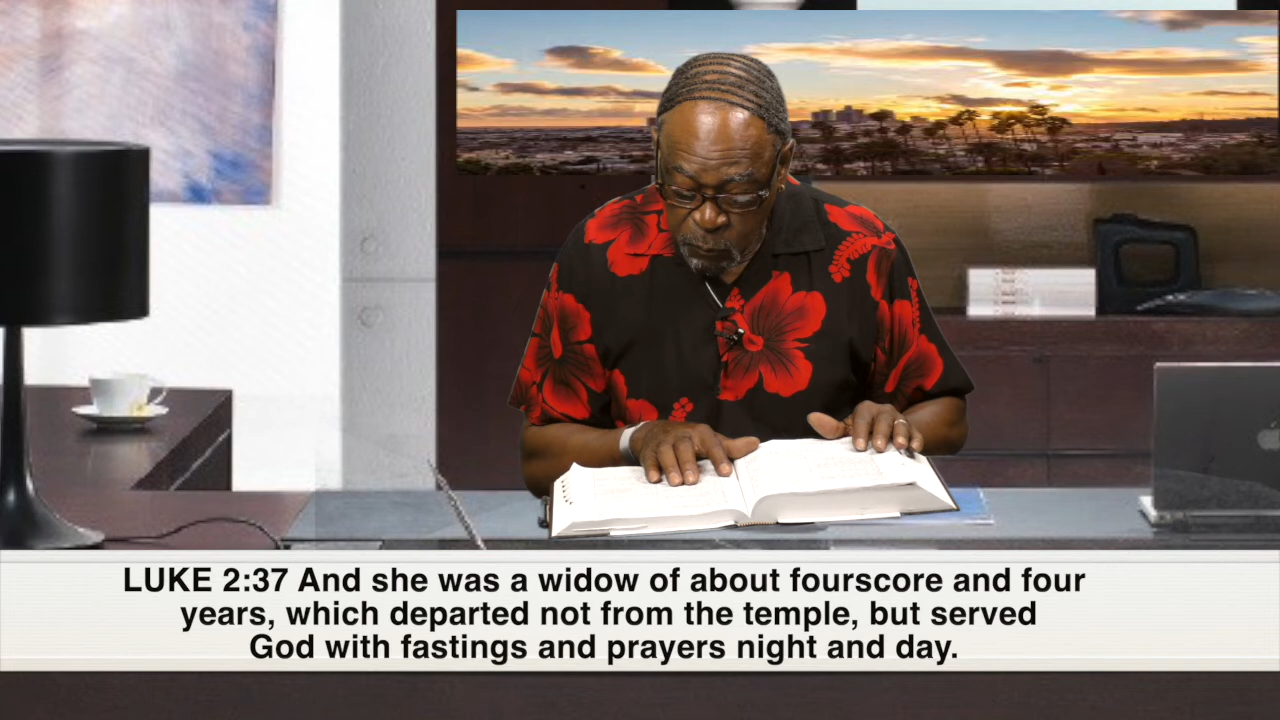 LUKE 2:37 And she was a widow of about fourscore and four
years, which departed not from the temple, but served
God with fastings and prayers night and day.